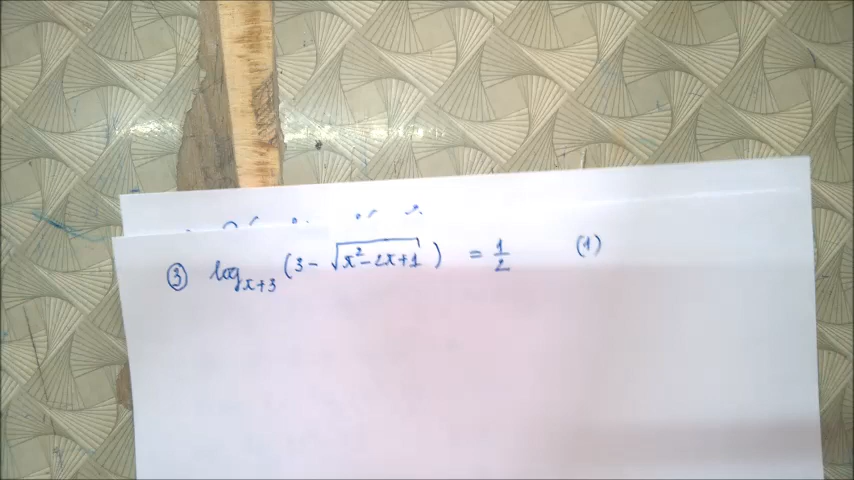 ③ log_{x+3} (3 - √(x² - 2x + 1)) = 1/2 (1)